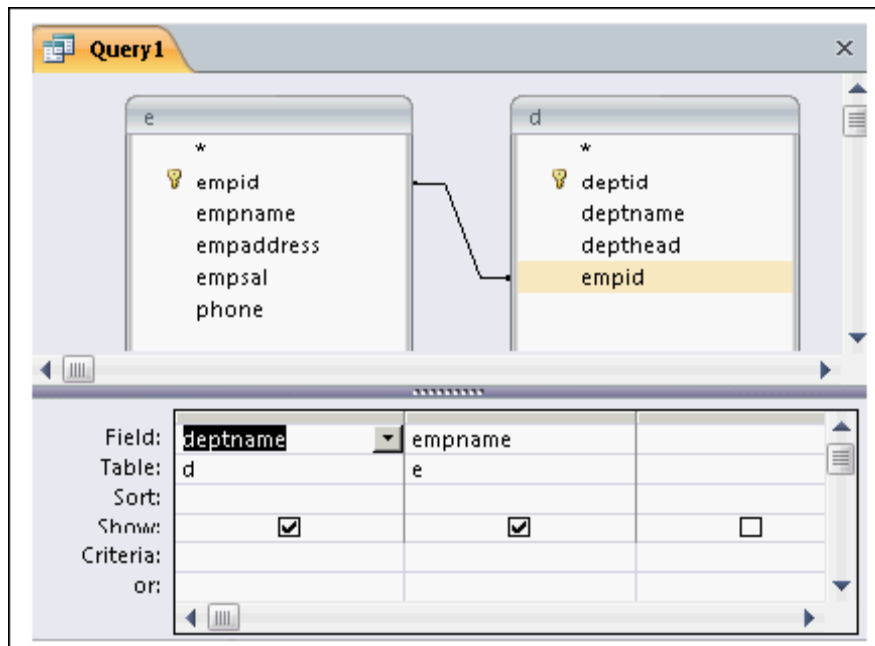 Query1
e
*
empid
empname
empaddress
empsal
phone
d
*
deptid
deptname
depthead
empid
Field: deptname empname
Table: d e
Sort:
Show:
Criteria:
or: